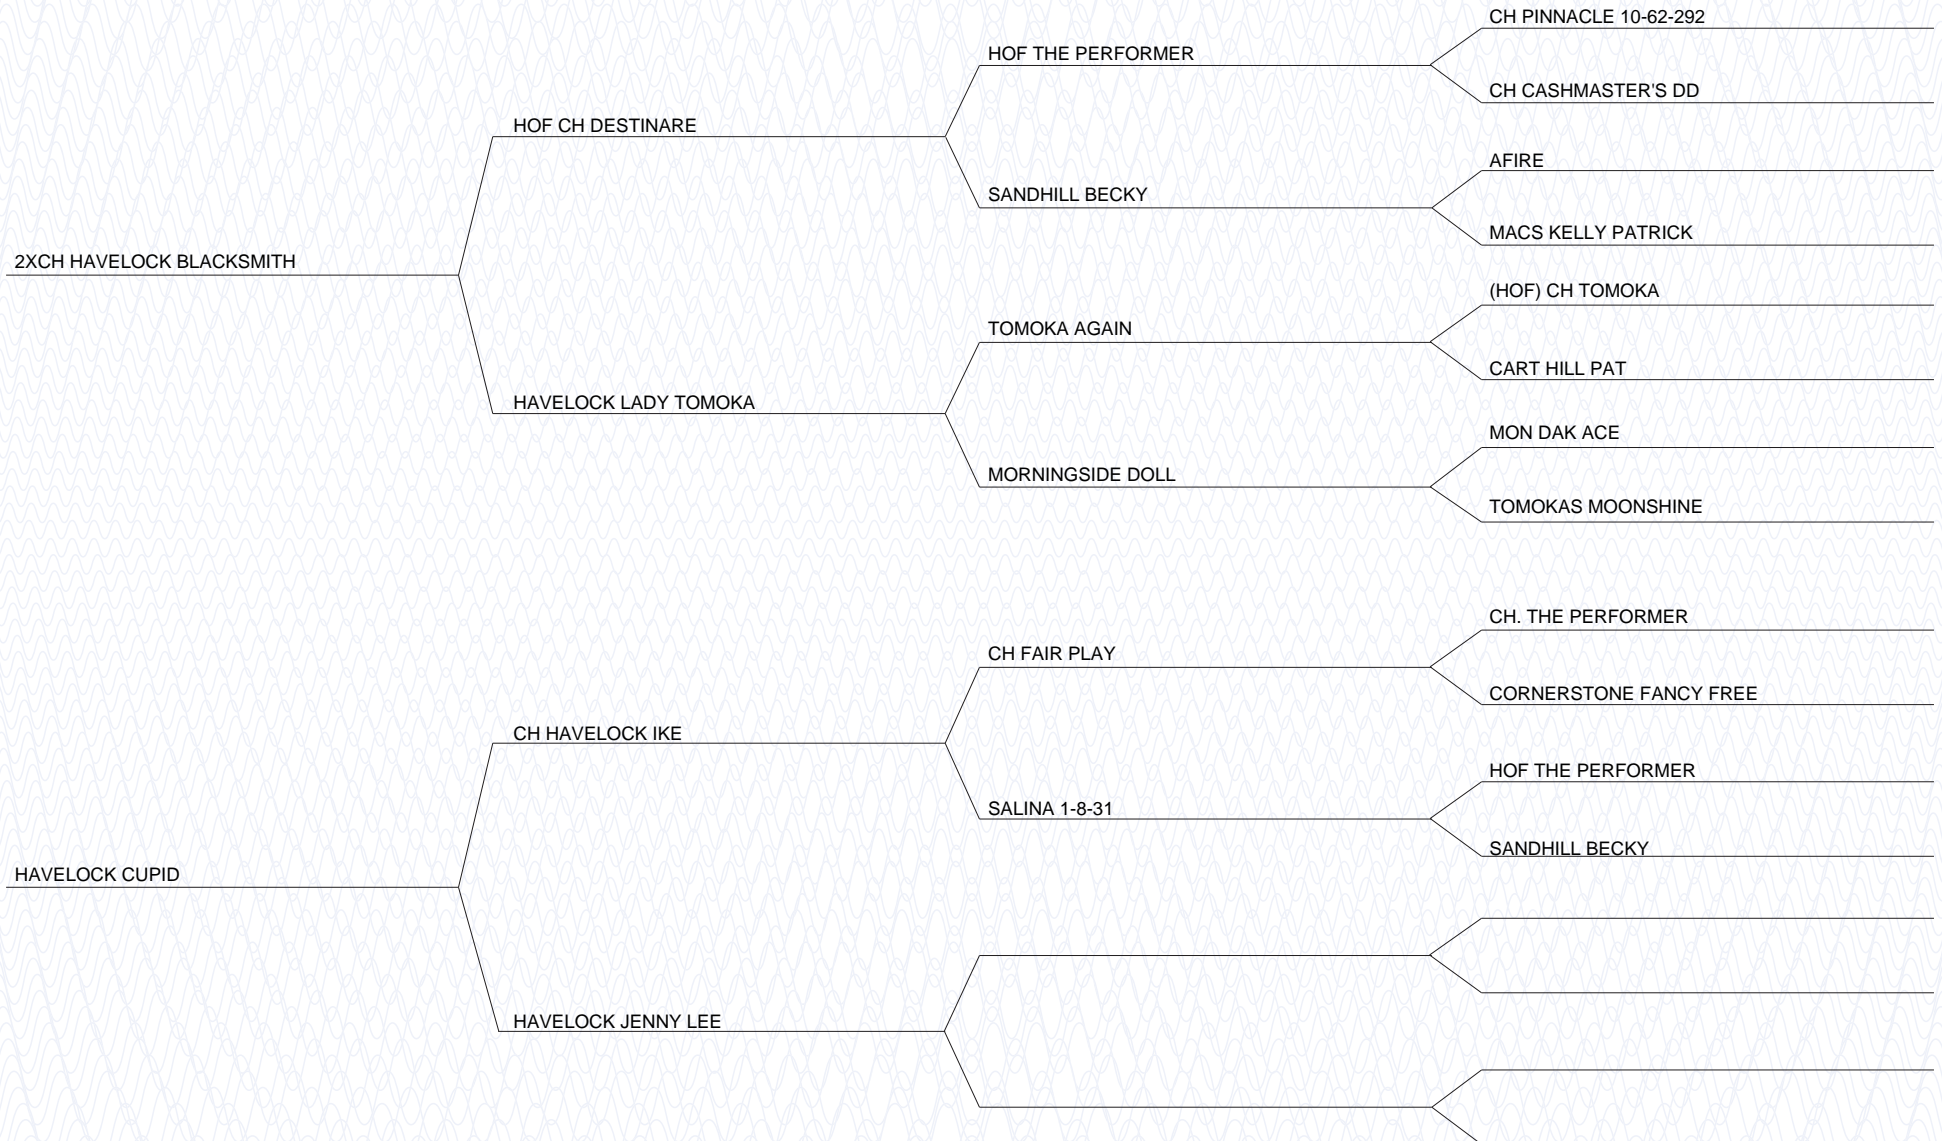 CH PINNACLE 10-62-292
HOF THE PERFORMER
CH CASHMASTER'S DD
HOF CH DESTINARE
AFIRE
SANDHILL BECKY
MACS KELLY PATRICK
2XCH HAVELOCK BLACKSMITH
(HOF) CH TOMOKA
TOMOKA AGAIN
CART HILL PAT
HAVELOCK LADY TOMOKA
MON DAK ACE
MORNINGSIDE DOLL
TOMOKAS MOONSHINE
CH. THE PERFORMER
CH FAIR PLAY
CORNERSTONE FANCY FREE
CH HAVELOCK IKE
HOF THE PERFORMER
SALINA 1-8-31
SANDHILL BECKY
HAVELOCK CUPID
HAVELOCK JENNY LEE